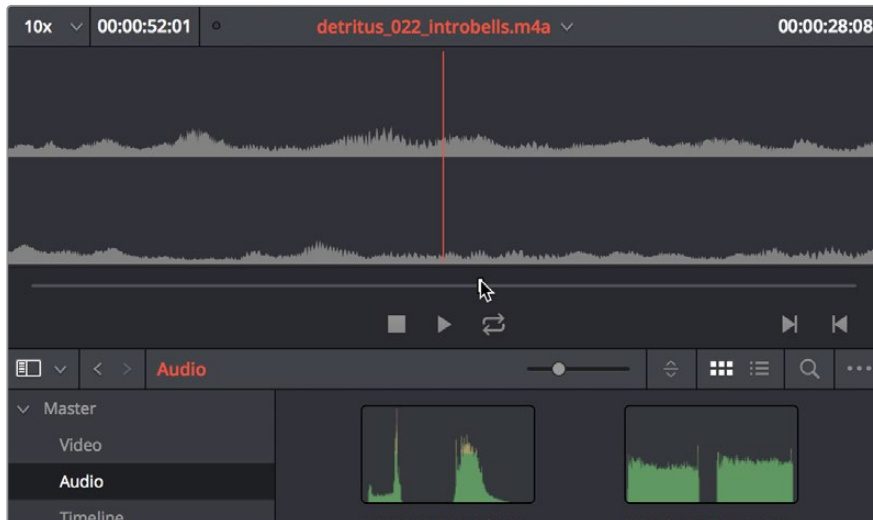 10x 00:00:52:01 detritus_022_introbells.m4a 00:00:28:08
Audio
Master
Video
Audio
Timeline